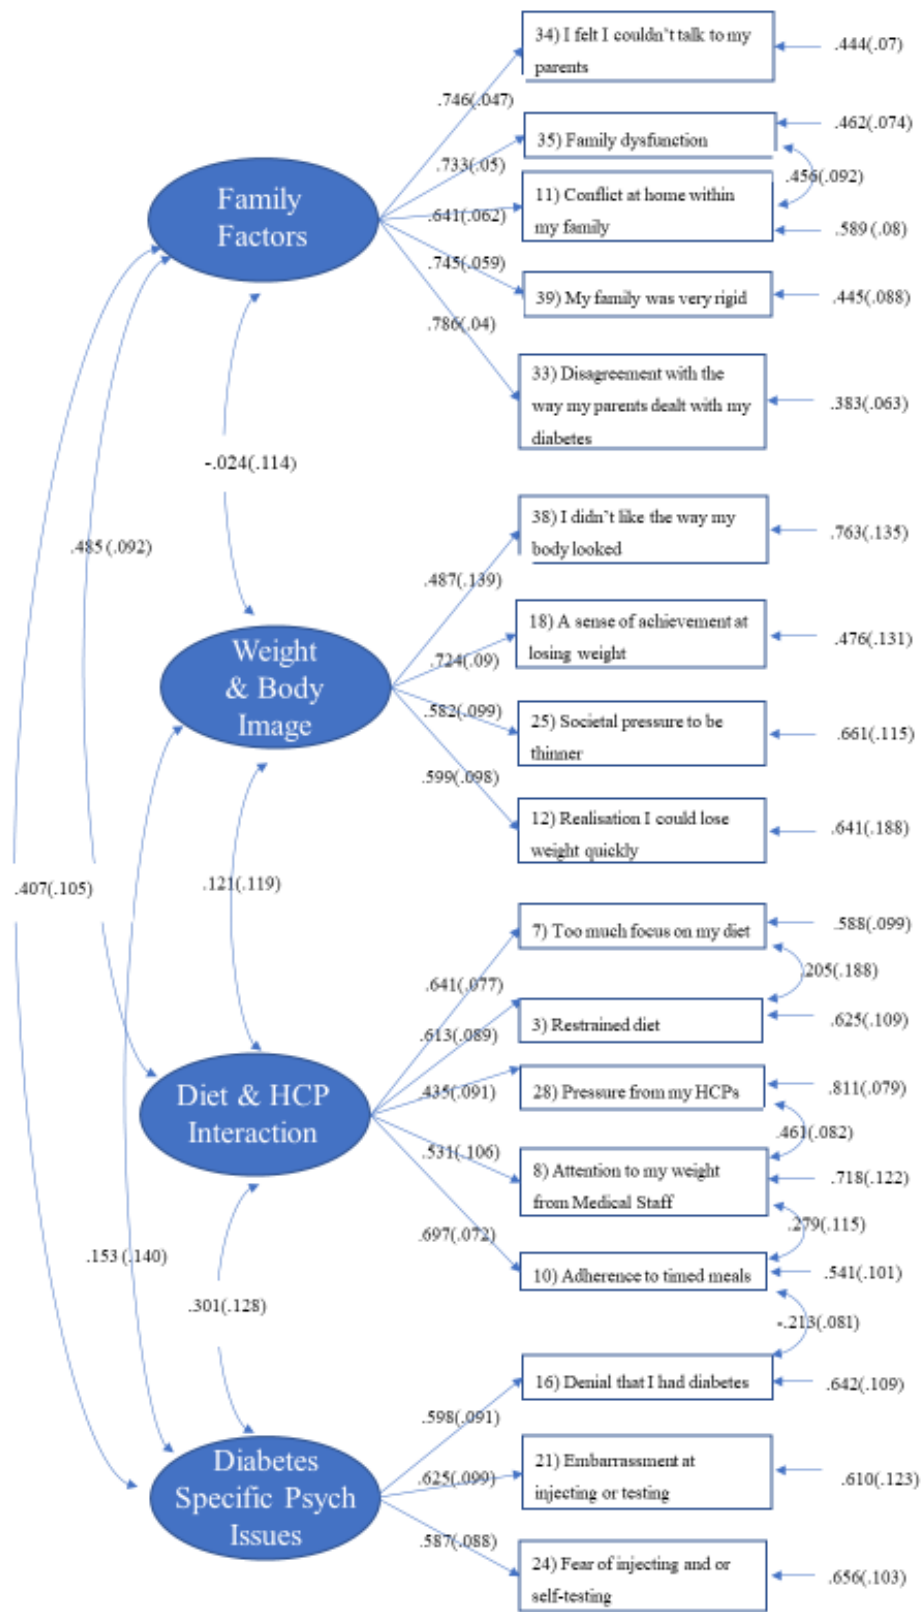 34) I felt I couldn't talk to my
parents
.444(.07)
.746(.047)
35) Family dysfunction
.462(.074)
.733(.05)
.456(.092)
Family
Factors
11) Conflict at home within
my family
.641(.062)
.589 (.08)
.745(.059)
39) My family was very rigid
.445(.088)
.786(.04)
33) Disagreement with the
way my parents dealt with my
diabetes
.383(.063)
-.024(.114)
.485 (.092)
38) I didn't like the way my
body looked
.763(.135)
.487(.139)
18) A sense of achievement at
losing weight
.476(.131)
Weight
& Body
Image
.724(.09)
.582(.099)
25) Societal pressure to be
thinner
.661(.115)
.599(.098)
12) Realisation I could lose
weight quickly
.641(.188)
.407(.105)
.121(.119)
7) Too much focus on my diet
.588(.099)
.205(.188)
.641(.077)
3) Restrained diet
.625(.109)
.613(.089)
Diet & HCP
Interaction
.435(.091)
28) Pressure from my HCPs
.811(.079)
.461(.082)
.531(.106)
8) Attention to my weight
from Medical Staff
.718(.122)
.279(.115)
.697(.072)
10) Adherence to timed meals
.541(.101)
.153 (.140)
.301(.128)
-.213(.081)
16) Denial that I had diabetes
.642(.109)
.598(.091)
Diabetes
Specific Psych
Issues
21) Embarrassment at
injecting or testing
.610(.123)
.625(.099)
.587(.088)
24) Fear of injecting and or
self-testing
.656(.103)